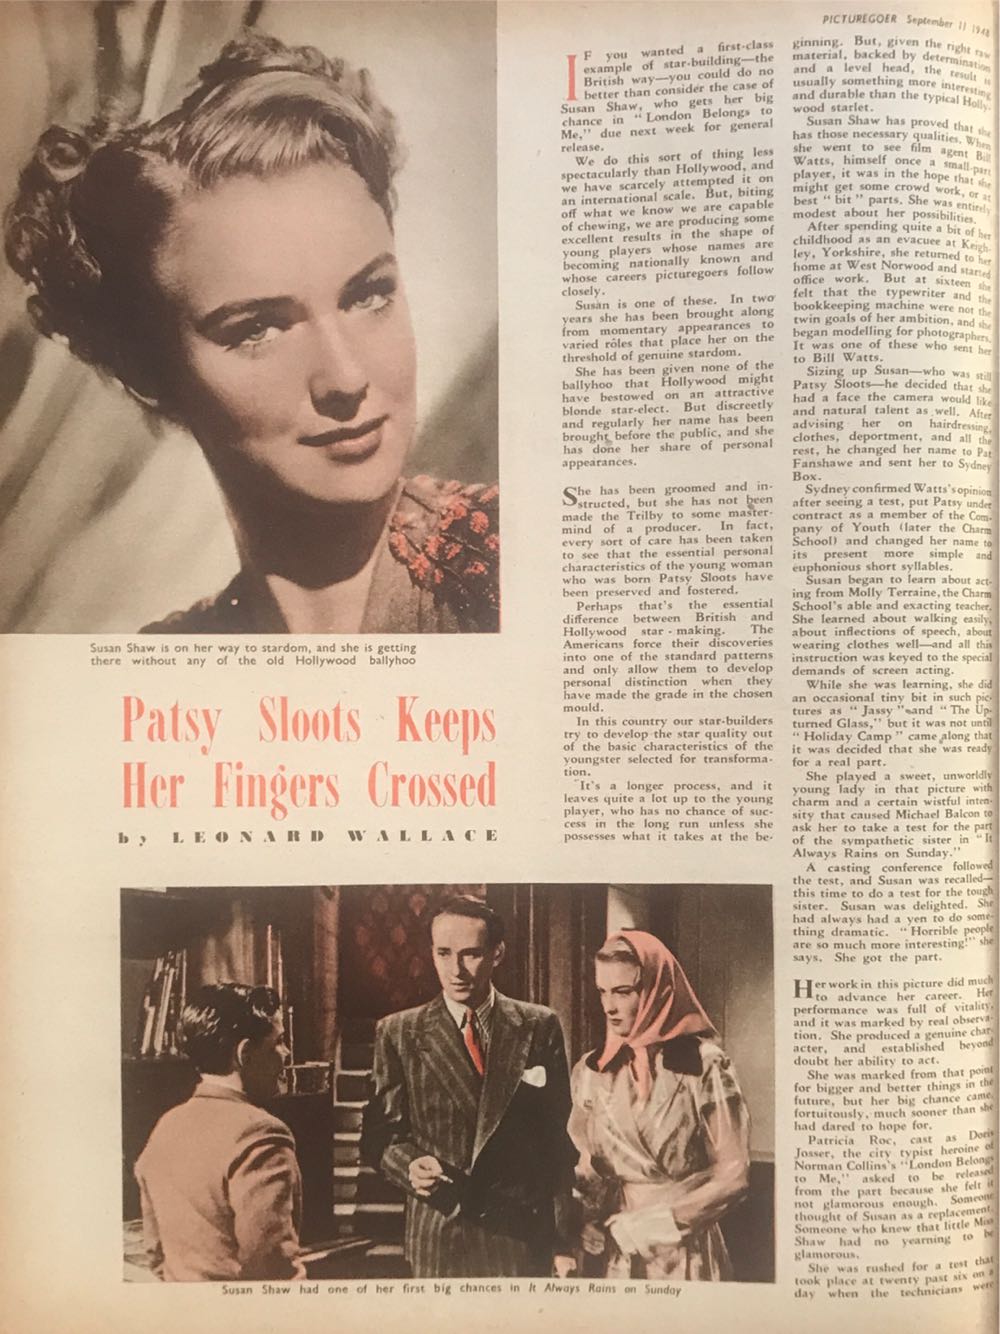 PICTUREGOER September 11 1948
Susan Shaw is on her way to stardom, and she is getting
there without any of the old Hollywood ballyhoo
Patsy Sloots Keeps
Her Fingers Crossed
by LEONARD WALLACE
IF you wanted a first-class
example of star-building—the
British way—you could do no
better than consider the case of
Susan Shaw, who gets her big
chance in "London Belongs to
Me," due next week for general
release.
We do this sort of thing less
spectacularly than Hollywood, and
we have scarcely attempted it on
an international scale. But, biting
off what we know we are capable
of chewing, we are producing some
excellent results in the shape of
young players whose names are
becoming nationally known and
whose careers picturegoers follow
closely.
Susan is one of these. In two
years she has been brought along
from momentary appearances to
varied rôles that place her on the
threshold of genuine stardom.
She has been given none of the
ballyhoo that Hollywood might
have bestowed on an attractive
blonde star-elect. But discreetly
and regularly her name has been
brought before the public, and she
has done her share of personal
appearances.
She has been groomed and in-
structed, but she has not been
made the Trilby to some master-
mind of a producer. In fact,
every sort of care has been taken
to see that the essential personal
characteristics of the young woman
who was born Patsy Sloots have
been preserved and fostered.
Perhaps that's the essential
difference between British and
Hollywood star-making. The
Americans force their discoveries
into one of the standard patterns
and only allow them to develop
personal distinction when they
have made the grade in the chosen
mould.
In this country our star-builders
try to develop the star quality out
of the basic characteristics of the
youngster selected for transforma-
tion.
It's a longer process, and it
leaves quite a lot up to the young
player, who has no chance of suc-
cess in the long run unless she
possesses what it takes at the be-
ginning. But, given the right raw
material, backed by determination
and a level head, the result is
usually something more interesting
and durable than the typical Holly-
wood starlet.
Susan Shaw has proved that she
has those necessary qualities. When
she went to see film agent Bill
Watts, himself once a small-part
player, it was in the hope that she
might get some crowd work, or at
best "bit" parts. She was entirely
modest about her possibilities.
After spending quite a bit of her
childhood as an evacuee at Keigh-
ley, Yorkshire, she returned to her
home at West Norwood and started
office work. But at sixteen she
felt that the typewriter and the
bookkeeping machine were not the
twin goals of her ambition, and she
began modelling for photographers.
It was one of these who sent her
to Bill Watts.
Sizing up Susan—who was still
Patsy Sloots—he decided that she
had a face the camera would like
and natural talent as well. After
advising her on hairdressing,
clothes, deportment, and all the
rest, he changed her name to Pat
Fanshawe and sent her to Sydney
Box.
Sydney confirmed Watts's opinion
after seeing a test, put Patsy under
contract as a member of the Com-
pany of Youth (later the Charm
School) and changed her name to
its present more simple and
euphonious short syllables.
Susan began to learn about act-
ing from Molly Terraine, the Charm
School's able and exacting teacher.
She learned about walking easily,
about inflections of speech, about
wearing clothes well—and all this
instruction was keyed to the special
demands of screen acting.
While she was learning, she did
an occasional tiny bit in such pic-
tures as "Jassy" and "The Up-
turned Glass," but it was not until
"Holiday Camp" came along that
it was decided that she was ready
for a real part.
She played a sweet, unworldly
young lady in that picture with
charm and a certain wistful inten-
sity that caused Michael Balcon to
ask her to take a test for the part
of the sympathetic sister in "It
Always Rains on Sunday."
A casting conference followed
the test, and Susan was recalled—
this time to do a test for the tough
sister. Susan was delighted. She
had always had a yen to do some-
thing dramatic. "Horrible people
are so much more interesting!" she
says. She got the part.
Her work in this picture did much
to advance her career. Her
performance was full of vitality,
and it was marked by real observa-
tion. She produced a genuine char-
acter, and established beyond
doubt her ability to act.
She was marked from that point
for bigger and better things in the
future, but her big chance came,
fortuitously, much sooner than she
had dared to hope for.
Patricia Roc, cast as Doris
Josser, the city typist heroine of
Norman Collins's "London Belongs
to Me," asked to be released
from the part because she felt it
not glamorous enough. Someone
thought of Susan as a replacement.
Someone who knew that little Miss
Shaw had no yearning to be
glamorous.
She was rushed for a test that
took place at twenty past six on a
day when the technicians were
Susan Shaw had one of her first big chances in It Always Rains on Sunday